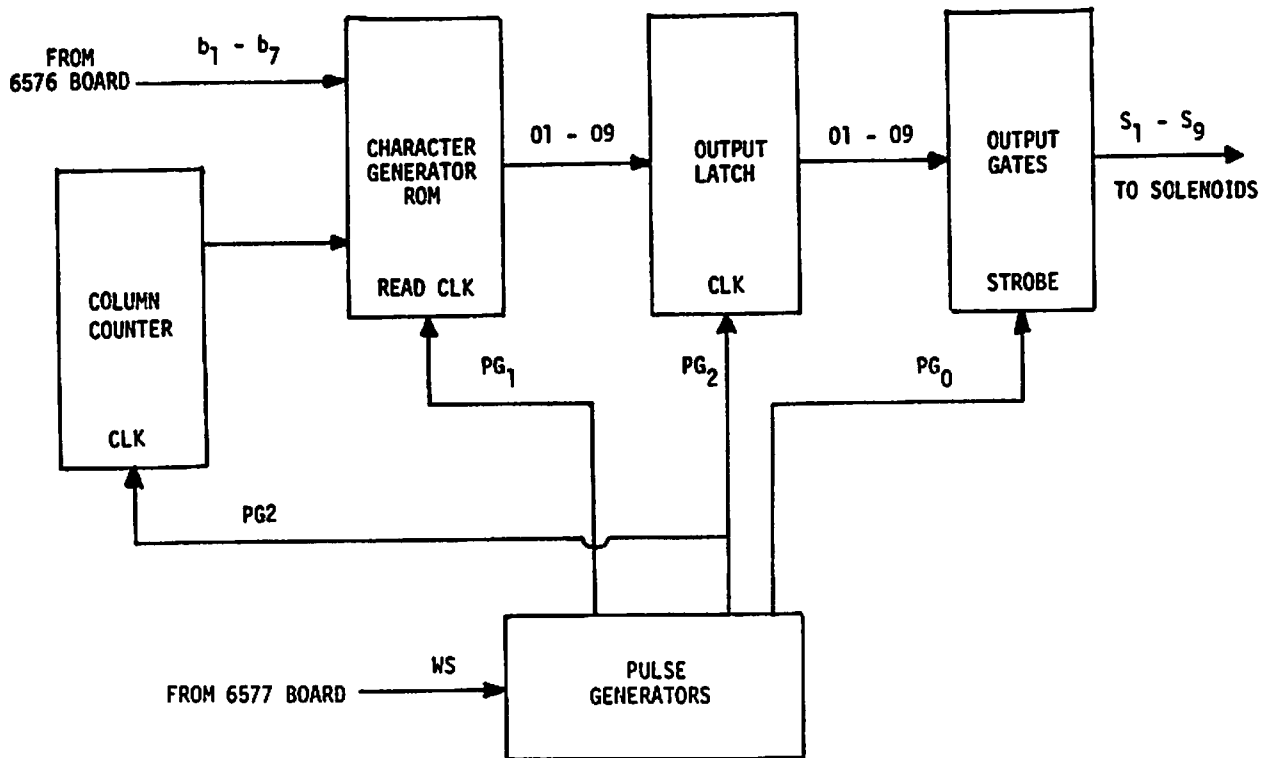 FROM
6576 BOARD
b1 - b7
CHARACTER
GENERATOR
ROM
READ CLK
01 - 09
OUTPUT
LATCH
CLK
01 - 09
OUTPUT
GATES
STROBE
S1 - S9
TO SOLENOIDS
COLUMN
COUNTER
CLK
PG1
PG2
PG0
PG2
FROM 6577 BOARD
WS
PULSE
GENERATORS